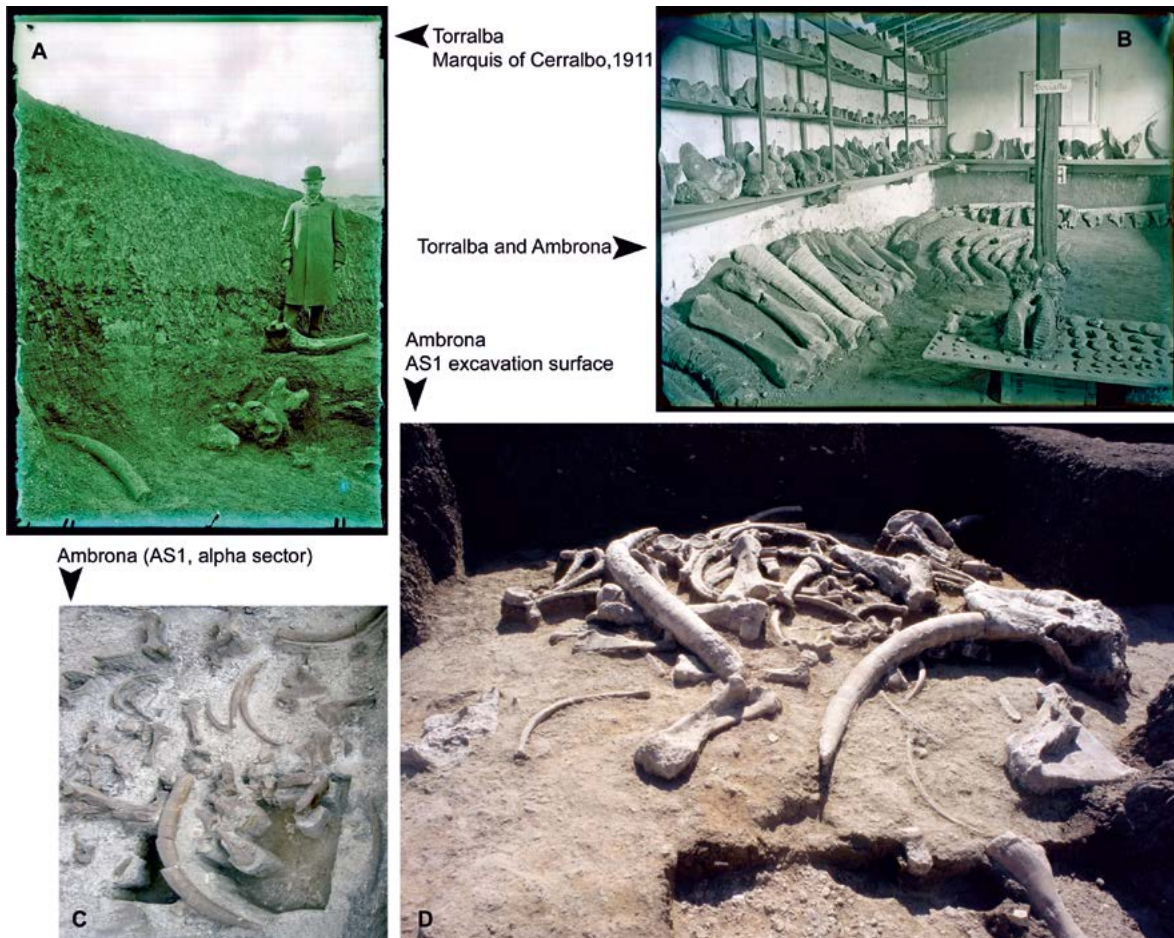 A
Torralba
Marquis of Cerralbo,1911
B
Torralba and Ambrona
Ambrona
AS1 excavation surface
Ambrona (AS1, alpha sector)
C
D